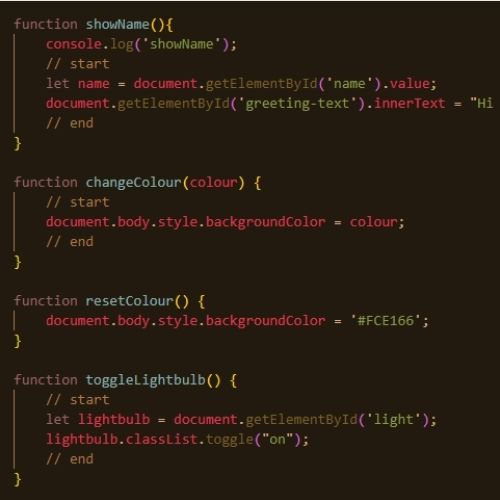 function showName(){
console.log('showName');
// start
let name = document.getElementById('name').value;
document.getElementById('greeting-text').innerText = "Hi
// end
}
function changeColour(colour) {
// start
document.body.style.backgroundColor = colour;
// end
}
function resetColour() {
document.body.style.backgroundColor = '#FCE166';
}
function toggleLightbulb() {
// start
let lightbulb = document.getElementById('light');
lightbulb.classList.toggle("on");
// end
}